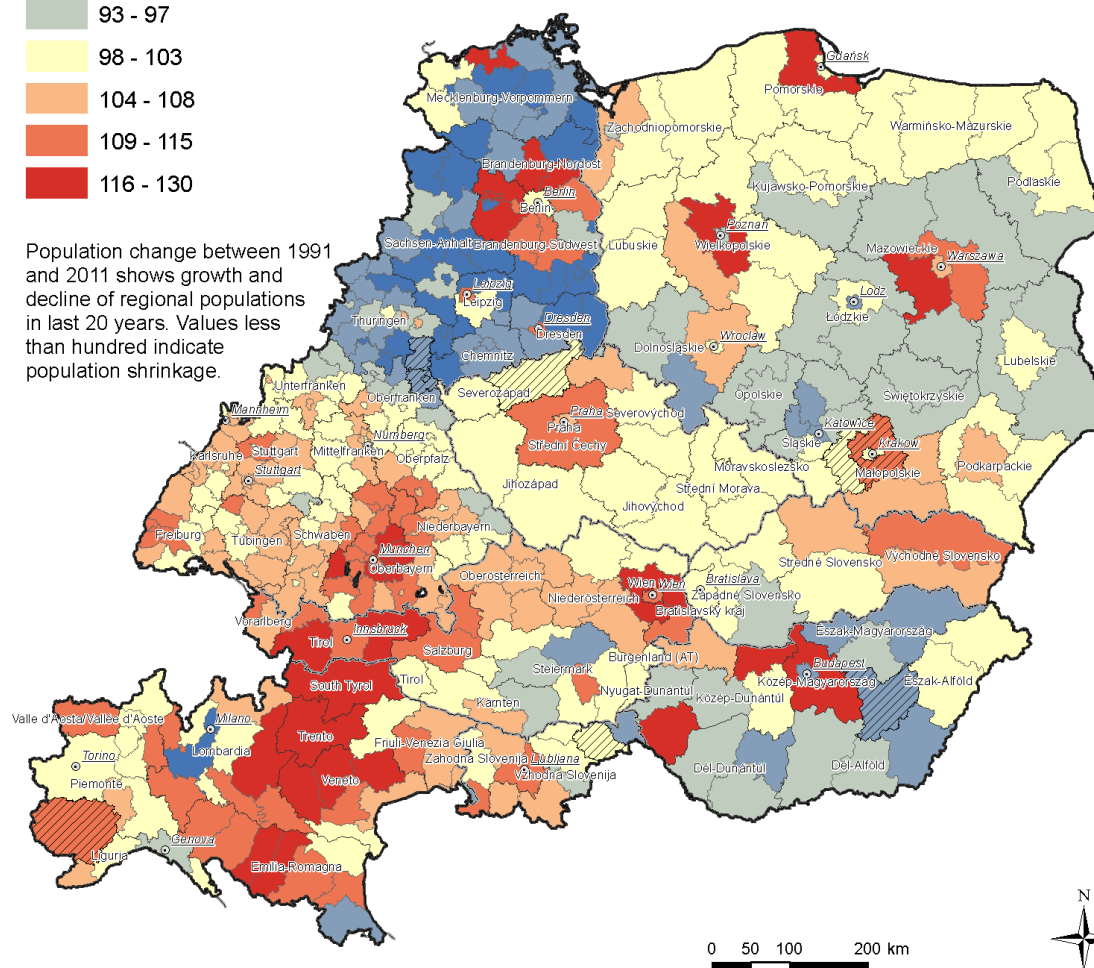 93 - 97
98 - 103
104 - 108
109 - 115
116 - 130
Population change between 1991
and 2011 shows growth and
decline of regional populations
in last 20 years. Values less
than hundred indicate
population shrinkage.
Gdańsk
Pomorskie
Mecklenburg-Vorpommern
Zachodniopomorskie
Warmińsko-Mazurskie
Brandenburg-Nordost
Kujawsko-Pomorskie
Podlaskie
Berlin
Berlin
Poznań
Wielkopolskie
Sachsen-Anhalt
Brandenburg-Südwest
Lubuskie
Mazowieckie
Warszawa
Leipzig
Leipzig
Lodz
Łódzkie
Thüringen
Dresden
Dresden
Wrocław
Dolnośląskie
Chemnitz
Lubelskie
Unterfranken
Oberfranken
Severozápad
Opolskie
Świętokrzyskie
Mannheim
Praha
Praha
Severovýchod
Střední Čechy
Katowice
Śląskie
Nürnberg
Karlsruhe
Stuttgart
Mittelfranken
Oberpfalz
Kraków
Małopolskie
Podkarpackie
Stuttgart
Moravskoslezsko
Jihozápad
Střední Morava
Jihovýchod
Freiburg
Tübingen
Schwaben
Niederbayern
München
Oberbayern
Východné Slovensko
Stredné Slovensko
Oberösterreich
Wien
Wien
Bratislava
Niederösterreich
Západné Slovensko
Bratislavský kraj
Vorarlberg
Innsbruck
Tirol
Salzburg
Észak-Magyarország
Burgenland (AT)
Budapest
Steiermark
Tirol
South Tyrol
Közép-Magyarország
Észak-Alföld
Nyugat-Dunántúl
Közép-Dunántúl
Kärnten
Valle d'Aosta/Vallée d'Aoste
Milano
Trento
Friuli-Venezia Giulia
Lombardia
Zahodna Slovenija
Ljubljana
Torino
Vzhodna Slovenija
Dél-Dunántúl
Dél-Alföld
Veneto
Piemonte
Genova
Liguria
Emilia-Romagna
N
0 50 100 200 km